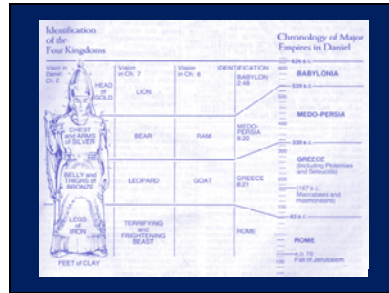 Identification
of the
Four Kingdoms
Chronology of Major
Empires in Daniel
Vision in
Daniel
Ch. 2
Vision
in Ch. 7
Vision
in Ch. 8
IDENTIFICATION
HEAD
of
GOLD
LION
BABYLON
2:48
CHEST
and ARMS
of SILVER
BEAR
RAM
MEDO-
PERSIA
8:20
BELLY and
THIGHS of
BRONZE
LEOPARD
GOAT
GREECE
8:21
LEGS
of
IRON
TERRIFYING
and
FRIGHTENING
BEAST
ROME
FEET of CLAY
BABYLONIA
539 B.C.
MEDO-PERSIA
GREECE
(including Ptolemies
and Seleucids)
Maccabees and
Hasmoneans
63 B.C.
ROME
A.D. 70
Fall of Jerusalem